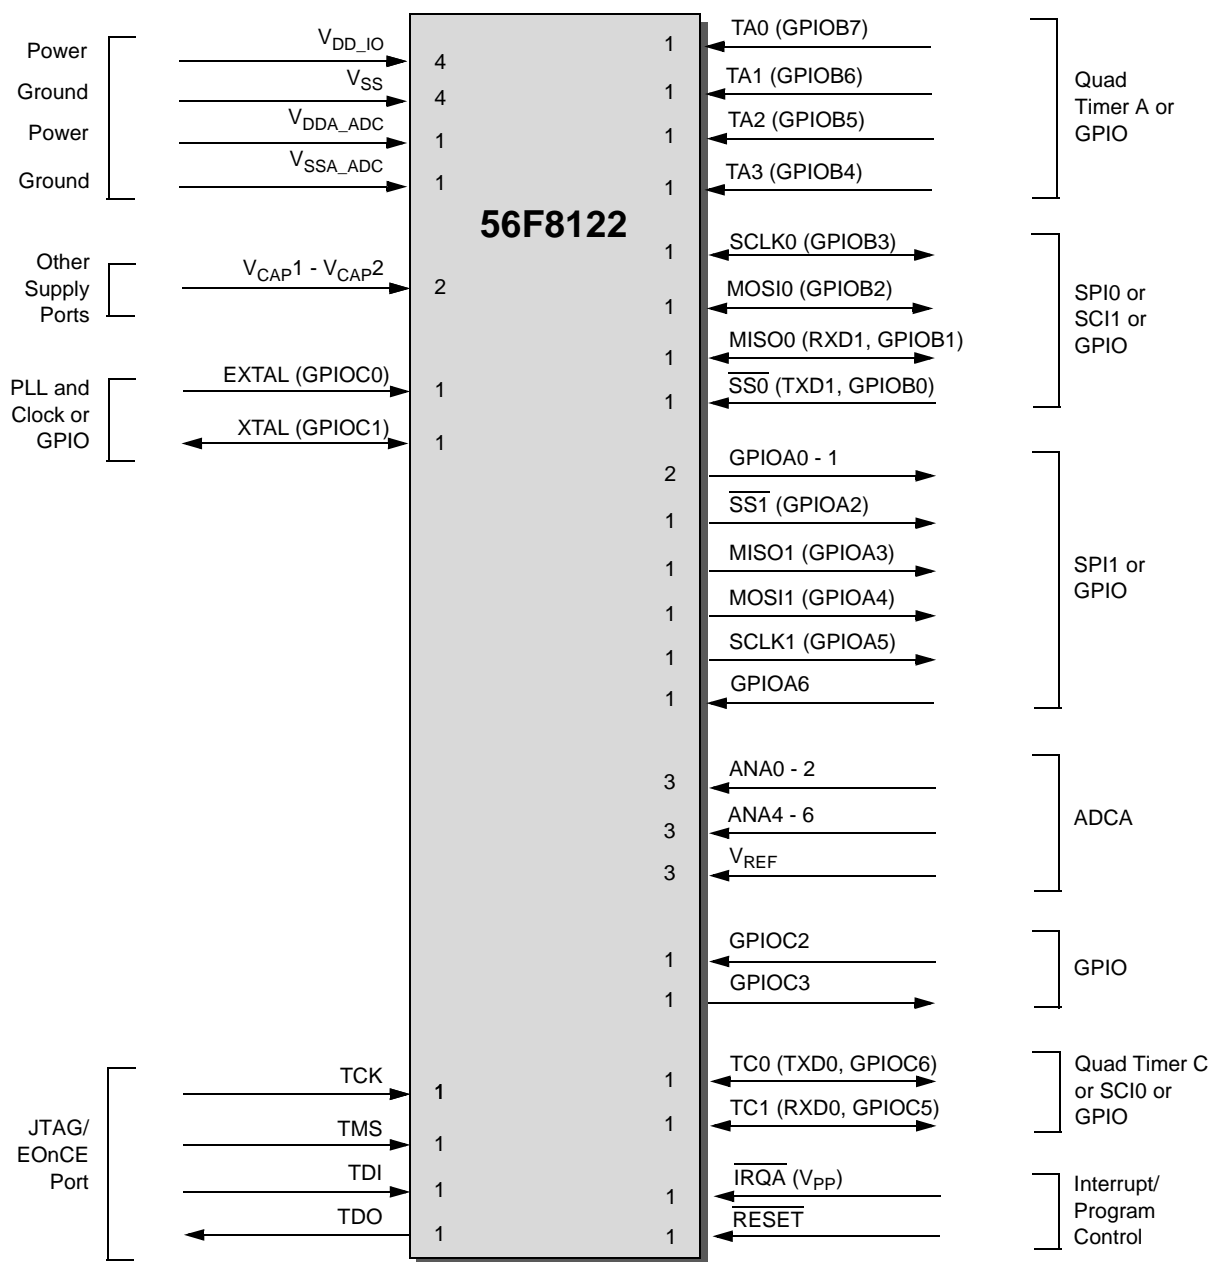 56F8122
Power
V_DD_IO
4
Ground
V_SS
4
Power
V_DDA_ADC
1
Ground
V_SSA_ADC
1
Other
Supply
Ports
V_CAP1 - V_CAP2
2
PLL and
Clock or
GPIO
EXTAL (GPIOC0)
1
XTAL (GPIOC1)
1
JTAG/
EOnCE
Port
TCK
1
TMS
1
TDI
1
TDO
1
1
TA0 (GPIOB7)
1
TA1 (GPIOB6)
1
TA2 (GPIOB5)
1
TA3 (GPIOB4)
Quad
Timer A or
GPIO
1
SCLK0 (GPIOB3)
1
MOSI0 (GPIOB2)
1
MISO0 (RXD1, GPIOB1)
1
SS0 (TXD1, GPIOB0)
SPI0 or
SCI1 or
GPIO
2
GPIOA0 - 1
1
SS1 (GPIOA2)
1
MISO1 (GPIOA3)
1
MOSI1 (GPIOA4)
1
SCLK1 (GPIOA5)
1
GPIOA6
SPI1 or
GPIO
3
ANA0 - 2
3
ANA4 - 6
3
V_REF
ADCA
1
GPIOC2
1
GPIOC3
GPIO
1
TC0 (TXD0, GPIOC6)
1
TC1 (RXD0, GPIOC5)
Quad Timer C
or SCI0 or
GPIO
1
IRQA (V_PP)
1
RESET
Interrupt/
Program
Control